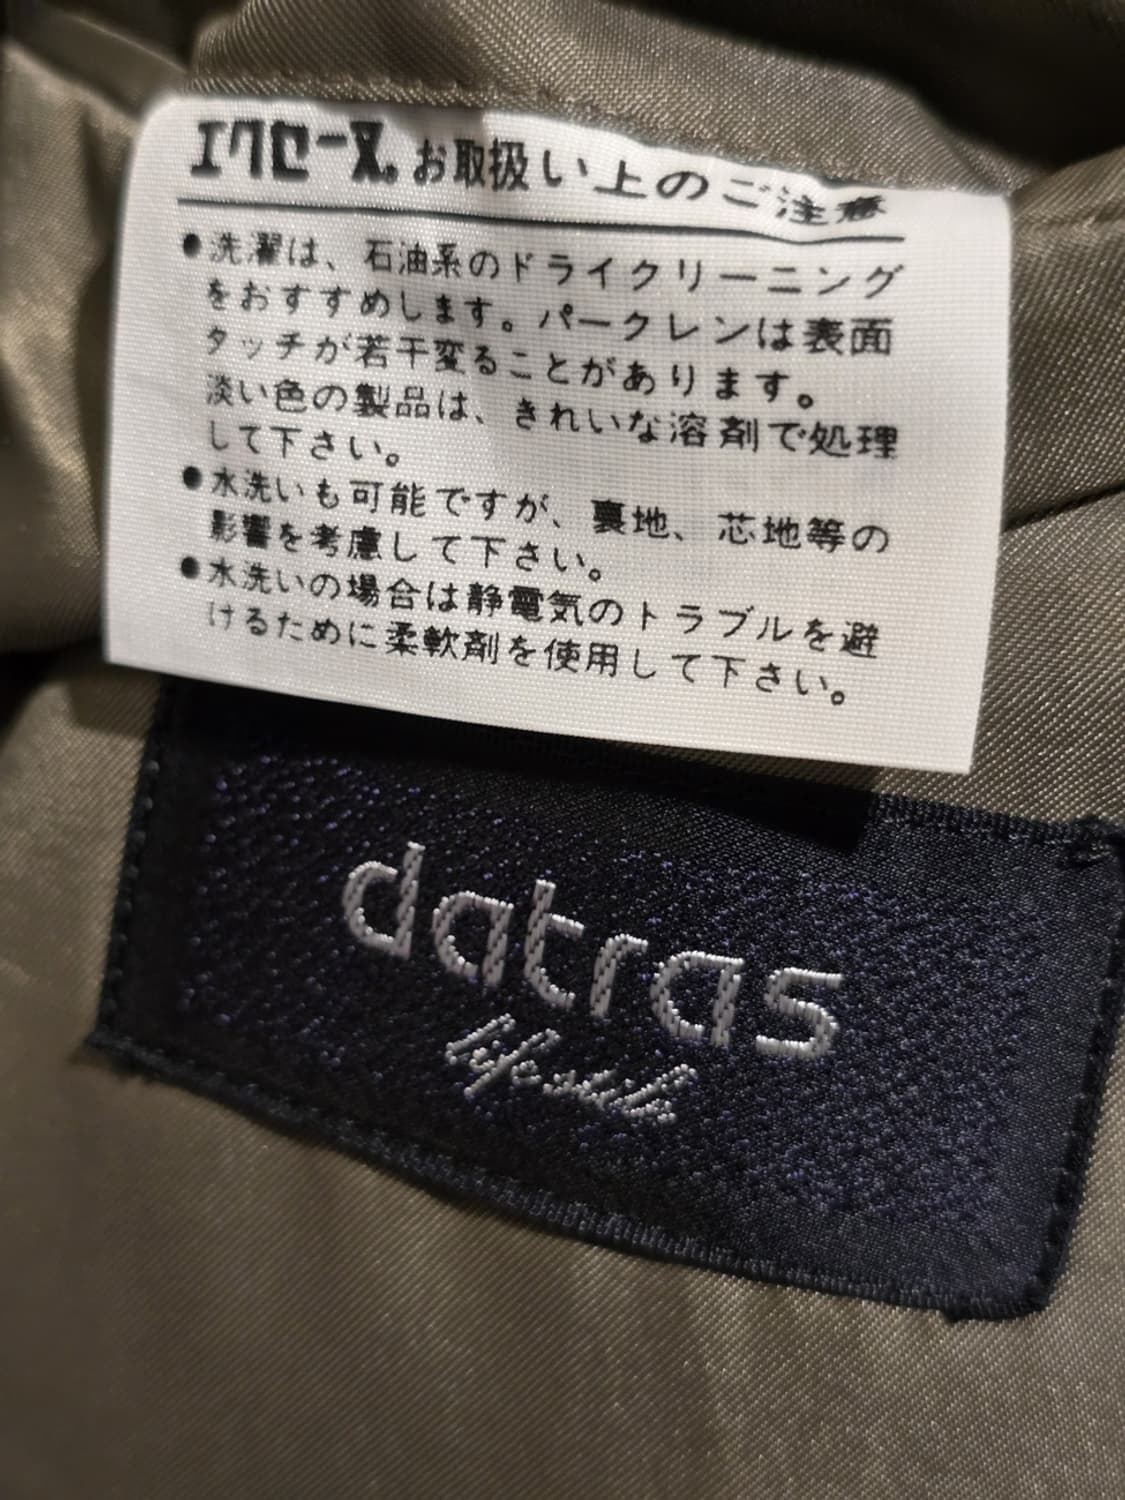 エクセーヌ®お取扱い上のご注意
●洗濯は、石油系のドライクリーニング
をおすすめします。パークレンは表面
タッチが若干変ることがあります。
淡い色の製品は、きれいな溶剤で処理
して下さい。
●水洗いも可能ですが、裏地、芯地等の
影響を考慮して下さい。
●水洗いの場合は静電気のトラブルを避
けるために柔軟剤を使用して下さい。
datras